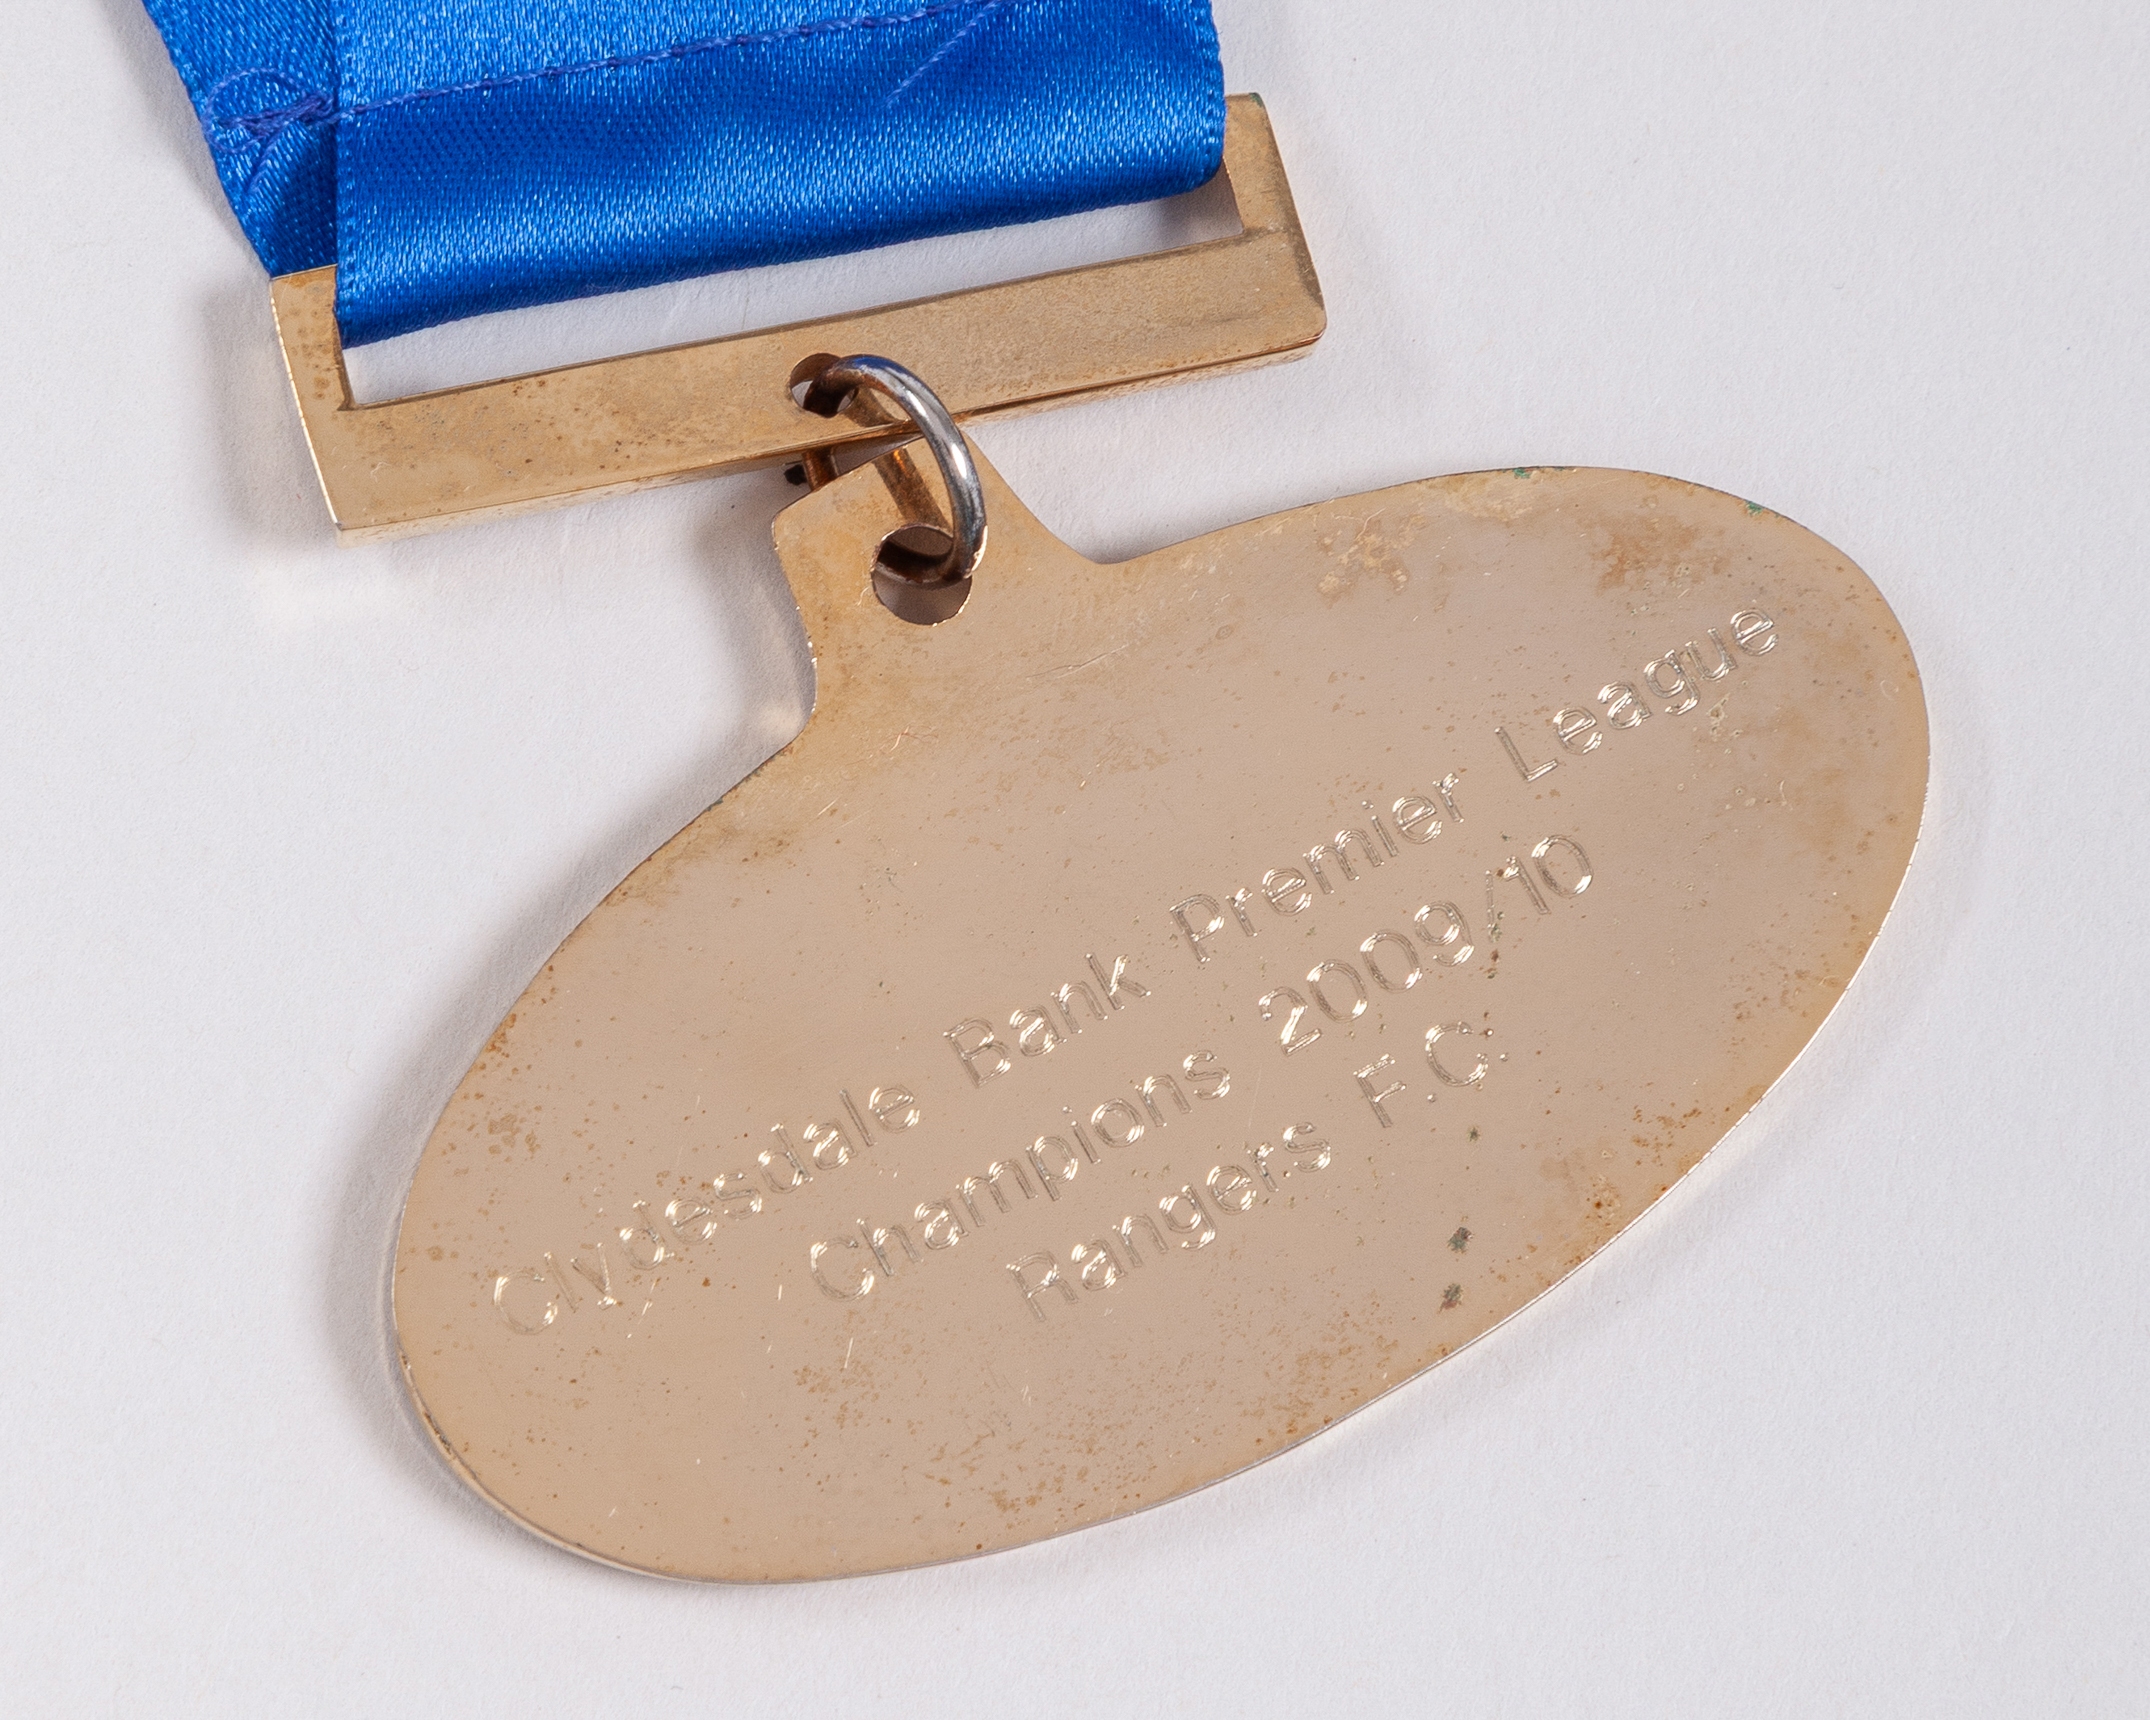 Clydesdale Bank Premier League
Champions 2009/10
Rangers F.C.